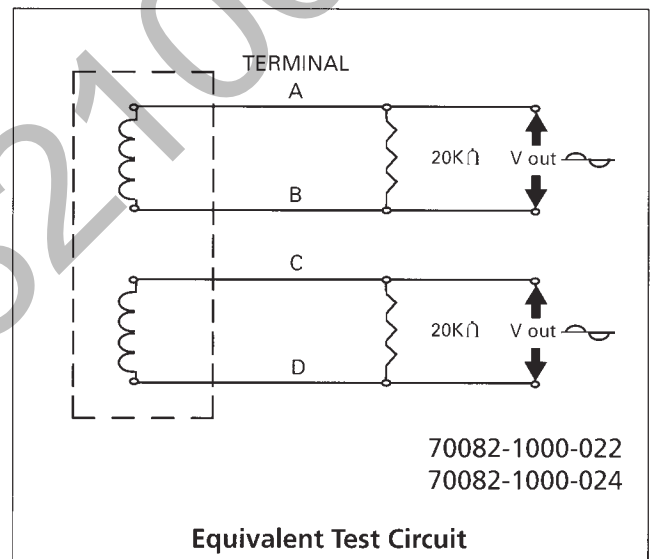 TERMINAL
A
20KΩ V out
B
C
20KΩ V out
D
70082-1000-022
70082-1000-024
Equivalent Test Circuit